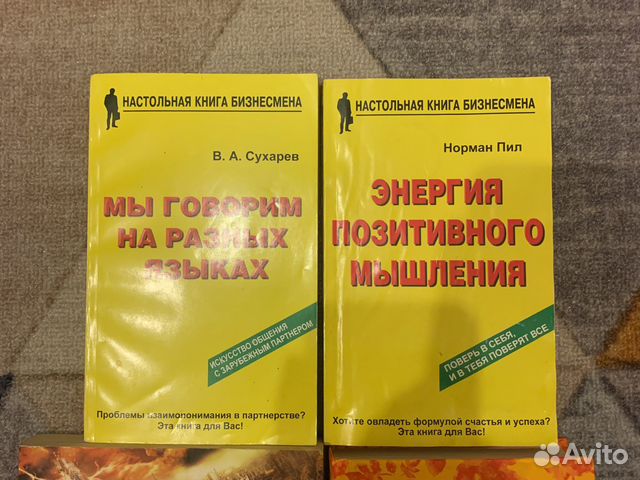 НАСТОЛЬНАЯ КНИГА БИЗНЕСМЕНА
В. А. Сухарев
МЫ ГОВОРИМ
НА РАЗНЫХ
ЯЗЫКАХ
ИСКУССТВО ОБЩЕНИЯ
С ЗАРУБЕЖНЫМ ПАРТНЕРОМ
Проблемы взаимопонимания в партнерстве?
Эта книга для Вас!
НАСТОЛЬНАЯ КНИГА БИЗНЕСМЕНА
Норман Пил
ЭНЕРГИЯ
ПОЗИТИВНОГО
МЫШЛЕНИЯ
ПОВЕРЬ В СЕБЯ,
И В ТЕБЯ ПОВЕРЯТ ВСЕ
Хотите овладеть формулой счастья и успеха?
Эта книга для Вас!
Avito